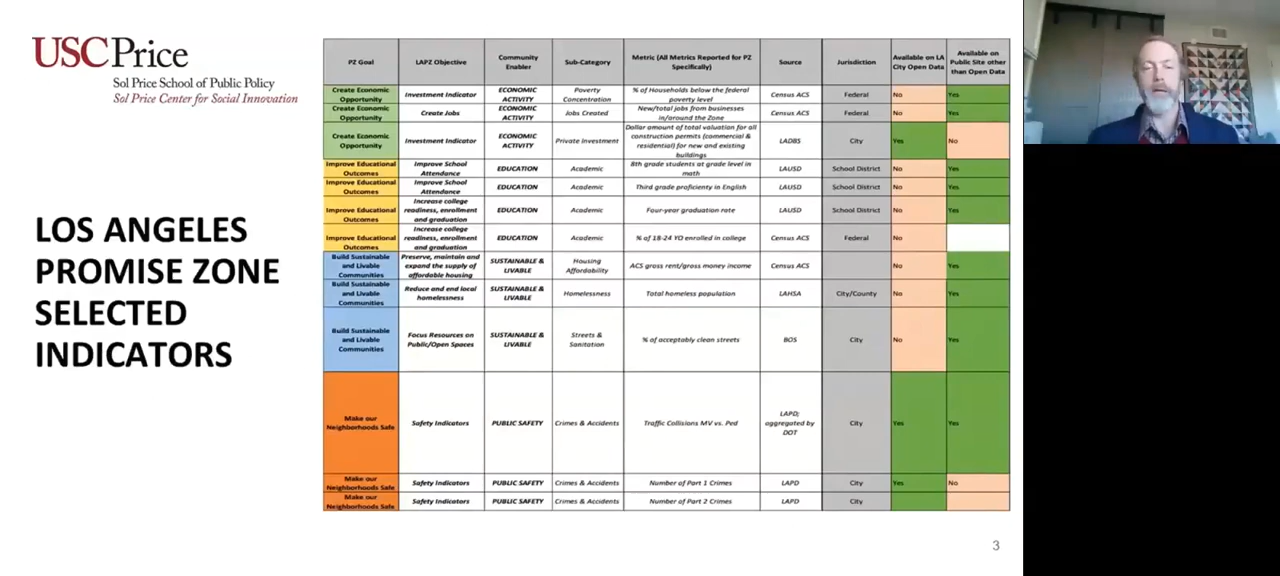 USC Price
Sol Price School of Public Policy
Sol Price Center for Social Innovation
LOS ANGELES
PROMISE ZONE
SELECTED
INDICATORS
PZ Goal
LAPZ Objective
Community
Enabler
Sub-Category
Metric (All Metrics Reported for PZ
Specifically)
Source
Jurisdiction
Available on LA
City Open Data
Available on
Public Site other
than Open Data
Create Economic
Opportunity
Investment Indicator
ECONOMIC
ACTIVITY
Poverty
Concentration
% of Households below the federal
poverty level
Census ACS
Federal
No
Yes
Create Economic
Opportunity
Create Jobs
ECONOMIC
ACTIVITY
Jobs Created
New/total jobs from businesses
in/around the Zone
Census ACS
Federal
No
Yes
Create Economic
Opportunity
Investment Indicator
ECONOMIC
ACTIVITY
Private Investment
Dollar amount of total valuation for all
construction permits (commercial &
residential) for new and existing
buildings
LADBS
City
Yes
No
Improve Educational
Outcomes
Improve School
Attendance
EDUCATION
Academic
8th grade students at grade level in
math
LAUSD
School District
No
Yes
Improve Educational
Outcomes
Improve School
Attendance
EDUCATION
Academic
Third grade proficienty in English
LAUSD
School District
No
Yes
Improve Educational
Outcomes
Increase college
readiness, enrollment
and graduation
EDUCATION
Academic
Four-year graduation rate
LAUSD
School District
No
Yes
Improve Educational
Outcomes
Increase college
readiness, enrollment
and graduation
EDUCATION
Academic
% of 18-24 YO enrolled in college
Census ACS
Federal
No
Build Sustainable
and Livable
Communities
Preserve, maintain and
expand the supply of
affordable housing
SUSTAINABLE &
LIVABLE
Housing
Affordability
ACS gross rent/gross money income
Census ACS
No
Yes
Build Sustainable
and Livable
Communities
Reduce and end local
homelessness
SUSTAINABLE &
LIVABLE
Homelessness
Total homeless population
LAHSA
City/County
No
Yes
Build Sustainable
and Livable
Communities
Focus Resources on
Public/Open Spaces
SUSTAINABLE &
LIVABLE
Streets &
Sanitation
% of acceptably clean streets
BOS
City
No
Yes
Make our
Neighborhoods Safe
Safety Indicators
PUBLIC SAFETY
Crimes & Accidents
Traffic Collisions MV vs. Ped
LAPD;
aggregated by
DOT
City
Yes
Yes
Make our
Neighborhoods Safe
Safety Indicators
PUBLIC SAFETY
Crimes & Accidents
Number of Part 1 Crimes
LAPD
City
Yes
No
Make our
Neighborhoods Safe
Safety Indicators
PUBLIC SAFETY
Crimes & Accidents
Number of Part 2 Crimes
LAPD
City
3